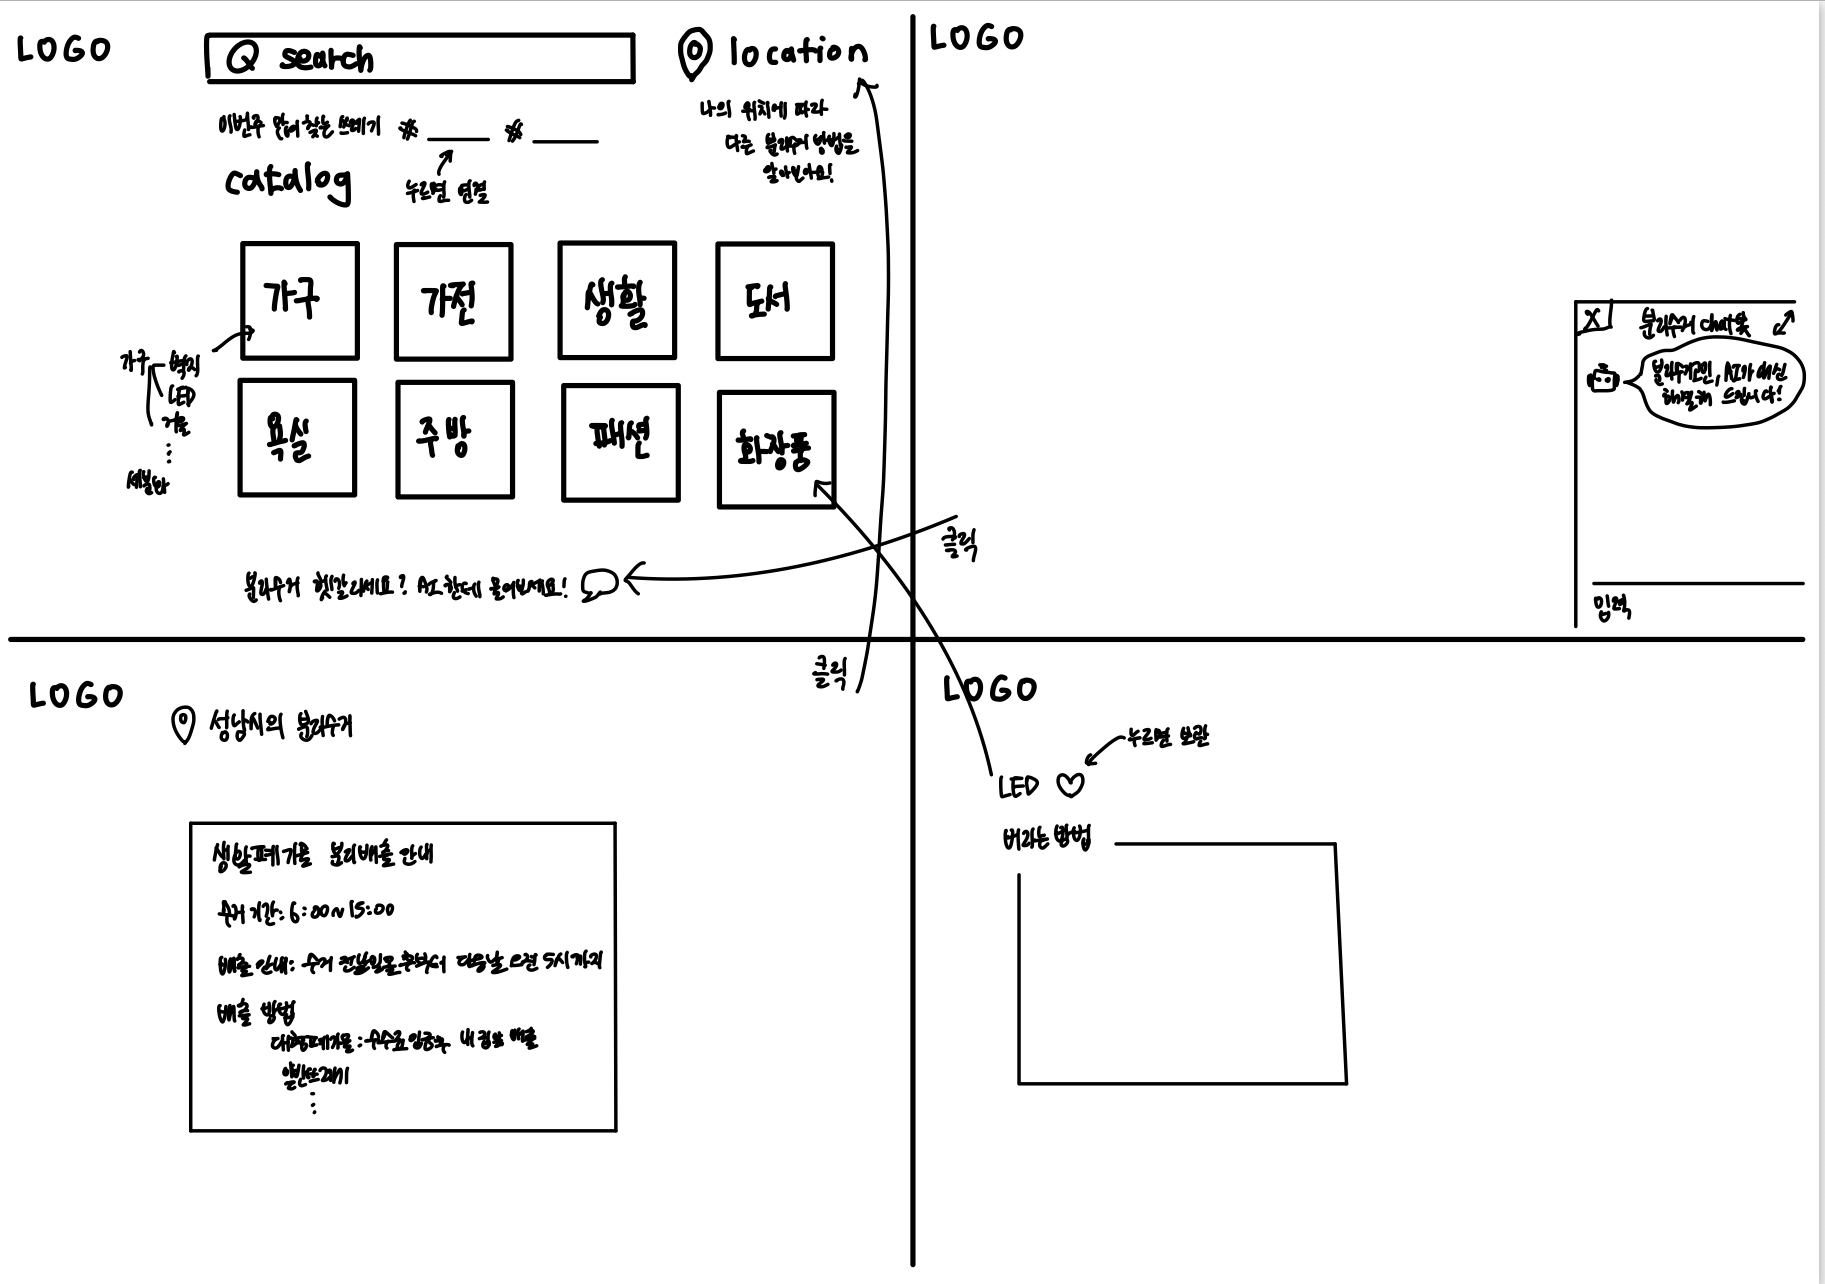 LOGO
search
location
이번주 많이 찾는 쓰레기 # #
나의 위치에 따라
다른 분리수거 방법을
알아보아요!
catalog
누르면 연결
가구
가전
생활
도서
가구
벽지
LED
거울
세분화
욕실
주방
패션
화장품
분리수거 헷갈리세요? AI한테 물어보세요!
클릭
LOGO
X
분리수거 chat봇
분리수거고민, AI가 대신
해결해 드립니다!
입력
LOGO
클릭
성남시의 분리수거
생활폐기물 분리배출 안내
수거 기간: 6:00~15:00
배출 안내: 수거 전날일몰후부터 다음날 오전 5시까지
배출 방법
대형폐기물: 수수료 입금후 내 집앞 배출
일반쓰레기
⋮
LOGO
누르면 보관
LED
버리는 방법